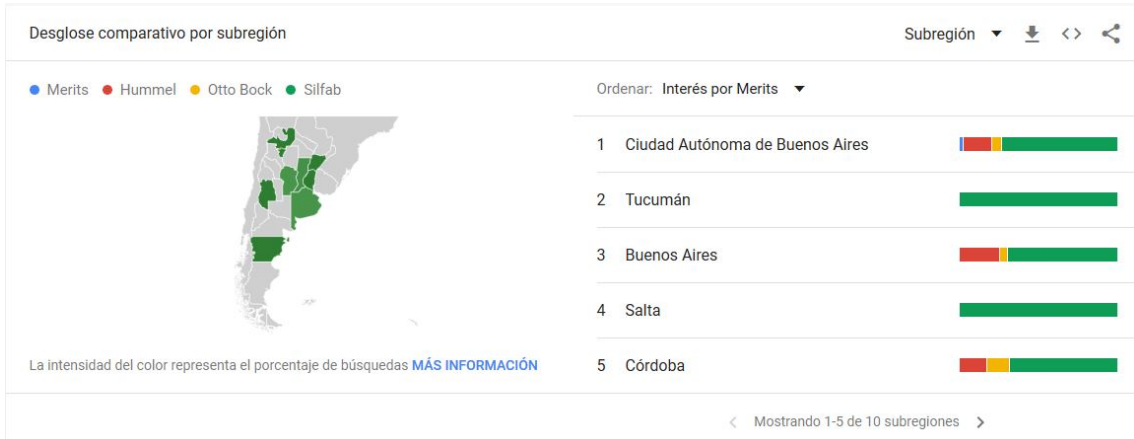 Desglose comparativo por subregión
Subregión
Merits Hummel Otto Bock Silfab
Ordenar: Interés por Merits
1 Ciudad Autónoma de Buenos Aires
2 Tucumán
3 Buenos Aires
4 Salta
5 Córdoba
La intensidad del color representa el porcentaje de búsquedas MÁS INFORMACIÓN
Mostrando 1-5 de 10 subregiones